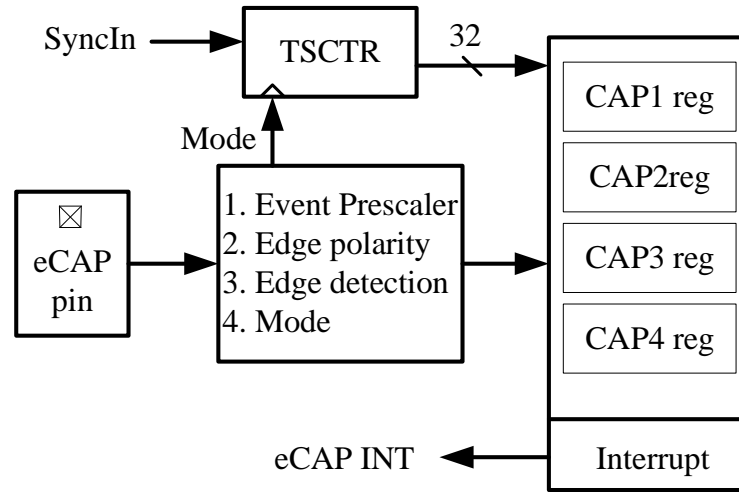 SyncIn
TSCTR
32
CAP1 reg
Mode
CAP2reg
1. Event Prescaler
2. Edge polarity
3. Edge detection
4. Mode
eCAP
pin
CAP3 reg
CAP4 reg
eCAP INT
Interrupt